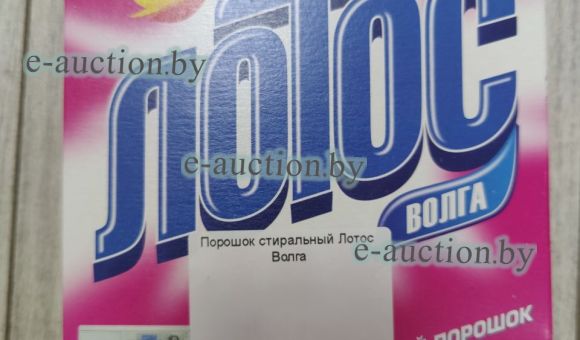 e-auction.by
ЛОТОС
e-auction.by
ВОЛГА
Порошок стиральный Лотос
Волга
e-auction.by
ПОРОШОК